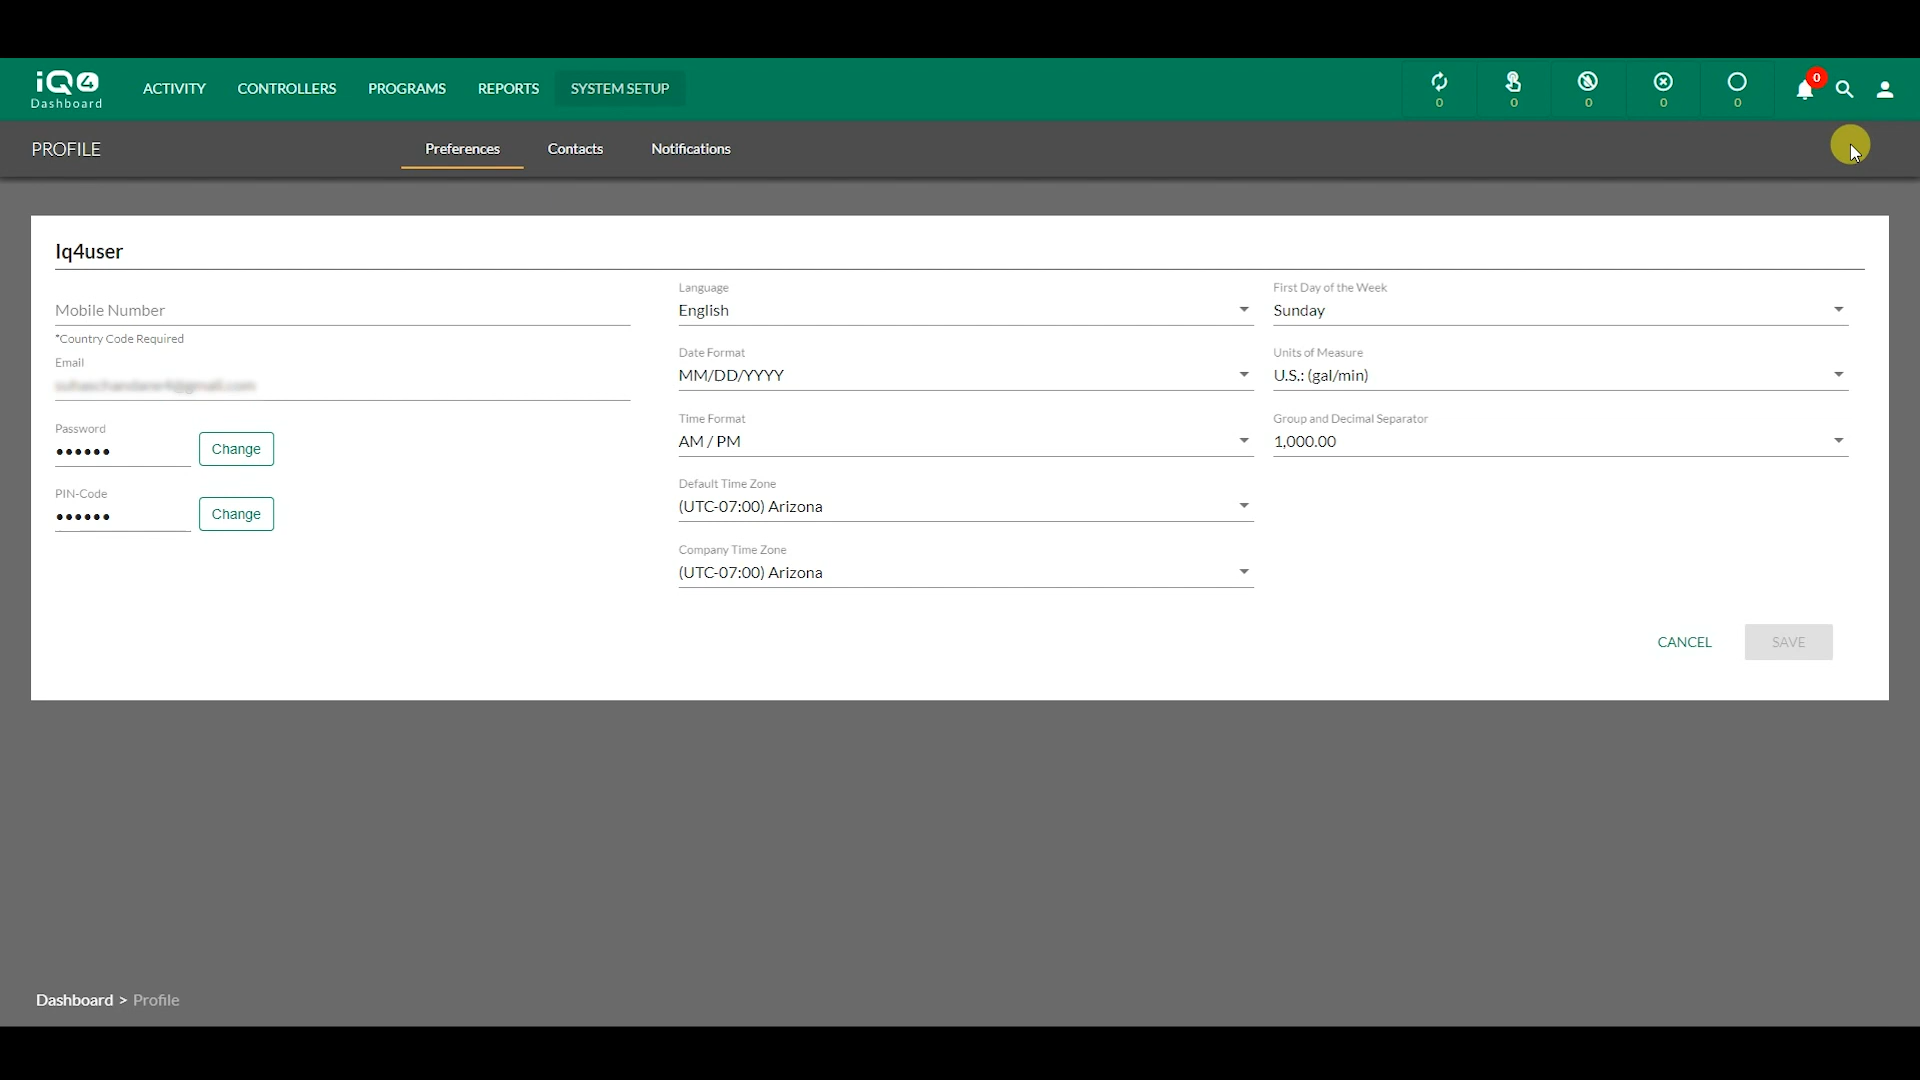 iQ4
Dashboard
ACTIVITY CONTROLLERS PROGRAMS REPORTS SYSTEM SETUP
0 0 0 0 0 0
PROFILE
Preferences Contacts Notifications
Iq4user
Mobile Number
*Country Code Required
Email
Password
•••••• Change
PIN-Code
•••••• Change
Language
English
Date Format
MM/DD/YYYY
Time Format
AM / PM
Default Time Zone
(UTC-07:00) Arizona
Company Time Zone
(UTC-07:00) Arizona
First Day of the Week
Sunday
Units of Measure
U.S.: (gal/min)
Group and Decimal Separator
1,000.00
CANCEL SAVE
Dashboard > Profile